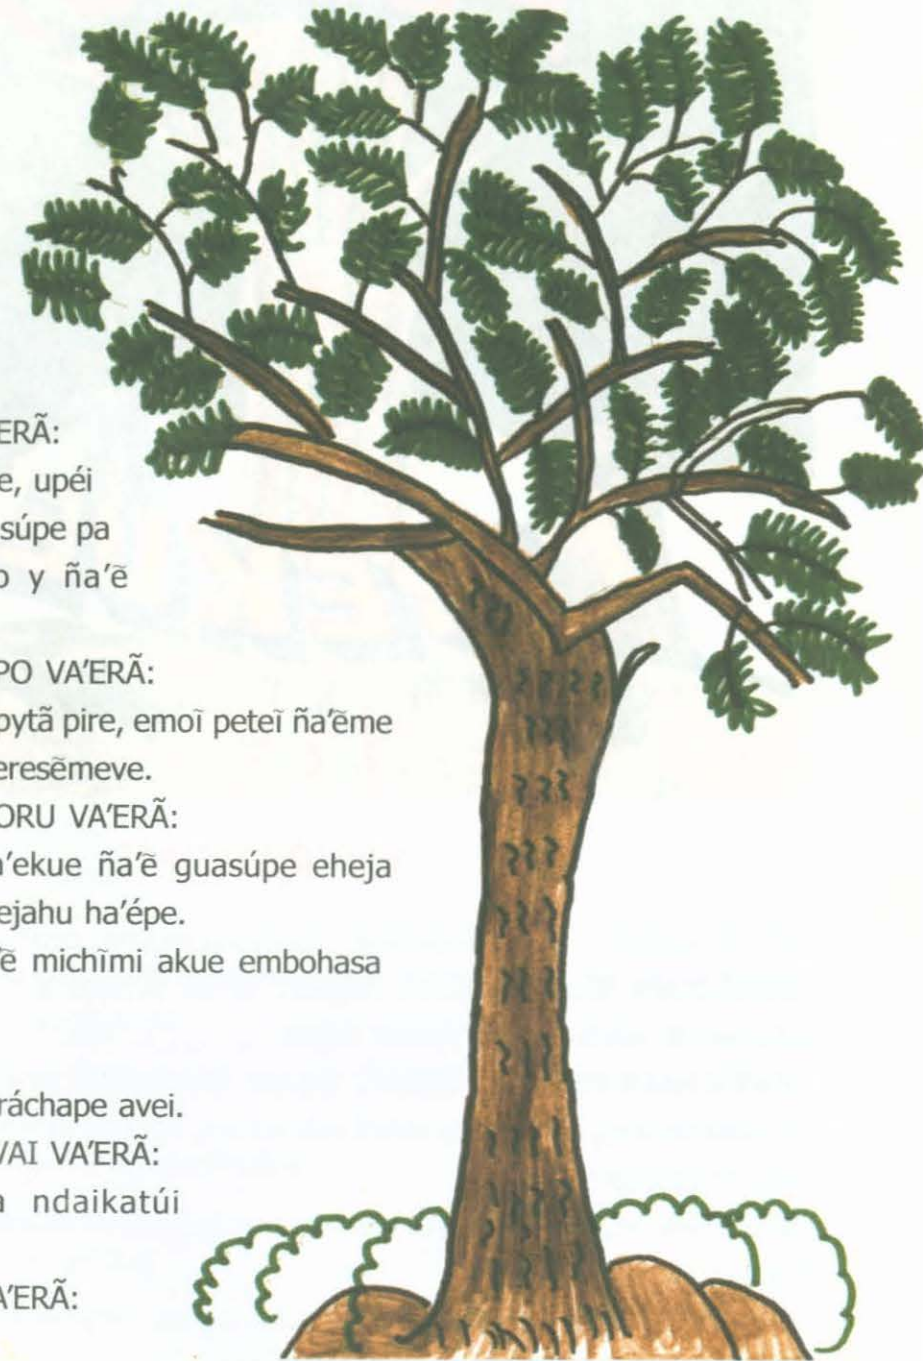 ERÃ:
e, upéi
súpe pa
o y ña'ẽ
PO VA'ERÃ:
pytã pire, emoĩ peteĩ ña'ẽme
eresẽmeve.
ORU VA'ERÃ:
a'ekue ña'ẽ guasúpe eheja
ejahu ha'épe.
'ẽ michĩmi akue embohasa
ráchape avei.
VAI VA'ERÃ:
a ndaikatúi
A'ERÃ: